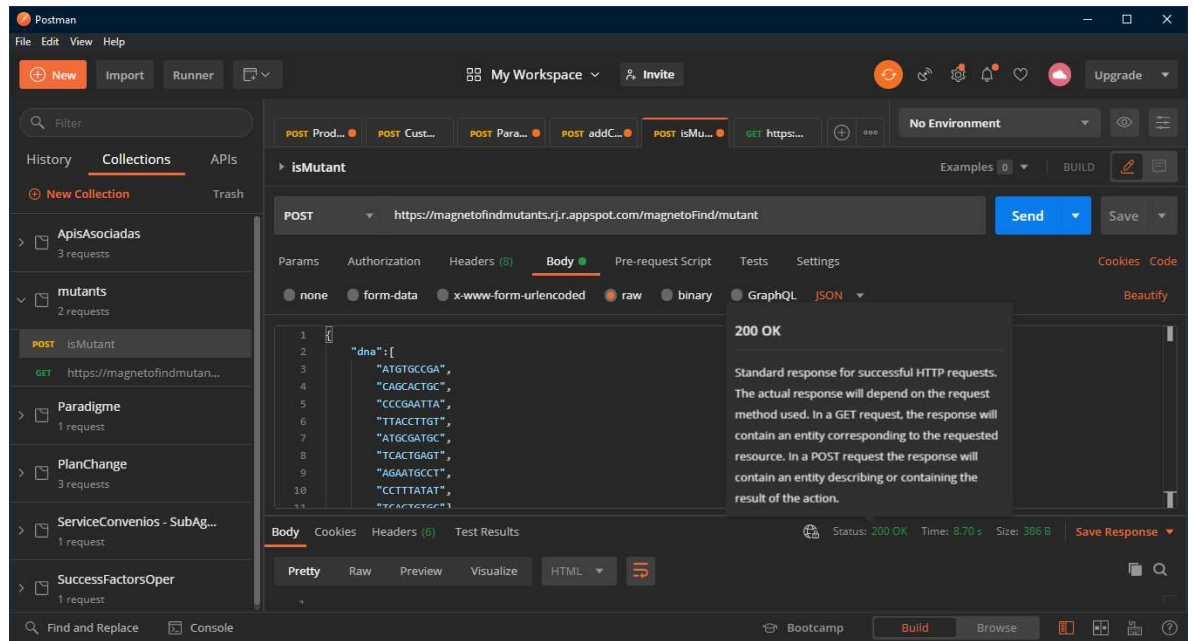 Postman
File Edit View Help
New Import Runner My Workspace Invite Upgrade
Filter
History Collections APIs
New Collection Trash
ApisAsociadas
3 requests
mutants
2 requests
POST isMutant
GET https://magnetofindmutan...
Paradigme
1 request
PlanChange
3 requests
ServiceConvenios - SubAg...
1 request
SuccessFactorsOper
1 request
POST Prod... POST Cust... POST Para... POST addC... POST isMu... GET https:... No Environment
isMutant Examples 0 BUILD
POST https://magnetofindmutants.rj.r.appspot.com/magnetoFind/mutant Send Save
Params Authorization Headers (8) Body Pre-request Script Tests Settings Cookies Code
none form-data x-www-form-urlencoded raw binary GraphQL JSON Beautify
1 {
2 "dna":[
3 "ATGTGCCGA",
4 "CAGCACTGC",
5 "CCCGAATTA",
6 "TTACCTTGT",
7 "ATGCGATGC",
8 "TCACTGAGT",
9 "AGAATGCCT",
10 "CCTTTATAT",
11 "TCACTGTGC"]
200 OK
Standard response for successful HTTP requests.
The actual response will depend on the request
method used. In a GET request, the response will
contain an entity corresponding to the requested
resource. In a POST request the response will
contain an entity describing or containing the
result of the action.
Body Cookies Headers (6) Test Results Status: 200 OK Time: 8.70 s Size: 386 B Save Response
Pretty Raw Preview Visualize HTML
Find and Replace Console Bootcamp Build Browse